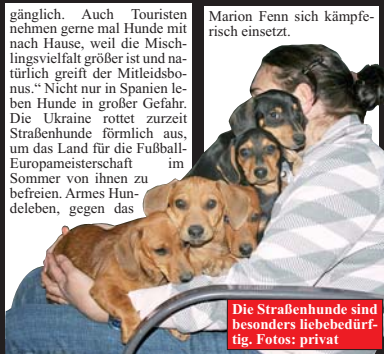 gänglich. Auch Touristen
nehmen gerne mal Hunde mit
nach Hause, weil die Misch-
lingsvielfalt größer ist und na-
türlich greift der Mitleidsbo-
nus.“ Nicht nur in Spanien le-
ben Hunde in großer Gefahr.
Die Ukraine rottet zurzeit
Straßenhunde förmlich aus,
um das Land für die Fußball-
Europameisterschaft im
Sommer von ihnen zu
befreien. Armes Hun-
deleben, gegen das
Marion Fenn sich kämpfe-
risch einsetzt.
Die Straßenhunde sind
besonders liebebedürf-
tig. Fotos: privat